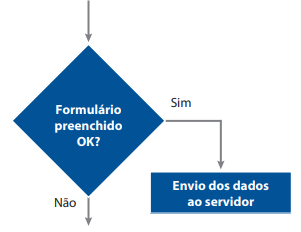 Formulário
preenchido
OK?
Sim
Não
Envio dos dados
ao servidor